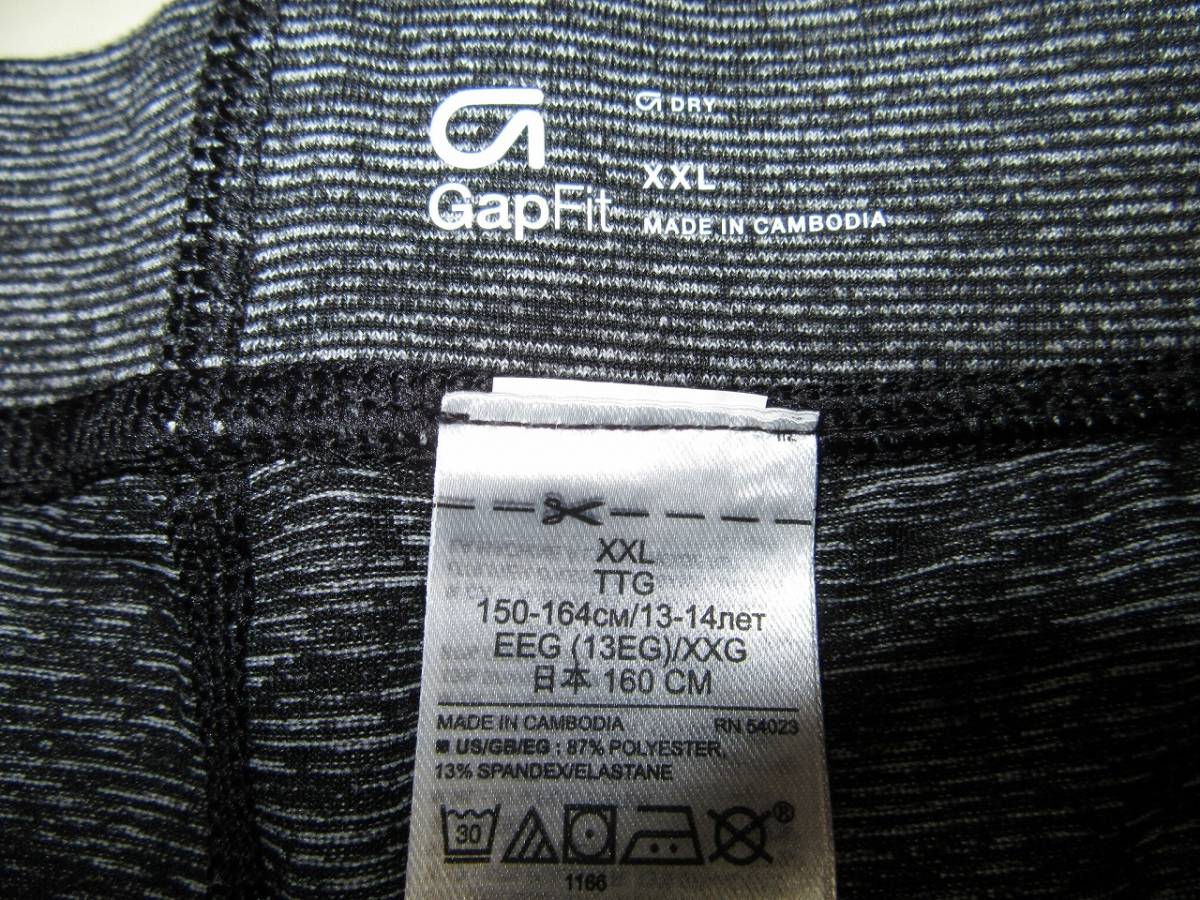 DRY
XXL
GapFit
MADE IN CAMBODIA
XXL
TTG
150-164см/13-14лет
EEG (13EG)/XXG
日本 160 CM
MADE IN CAMBODIA RN 54023
US/GB/EG : 87% POLYESTER,
13% SPANDEX/ELASTANE
30
®
1166